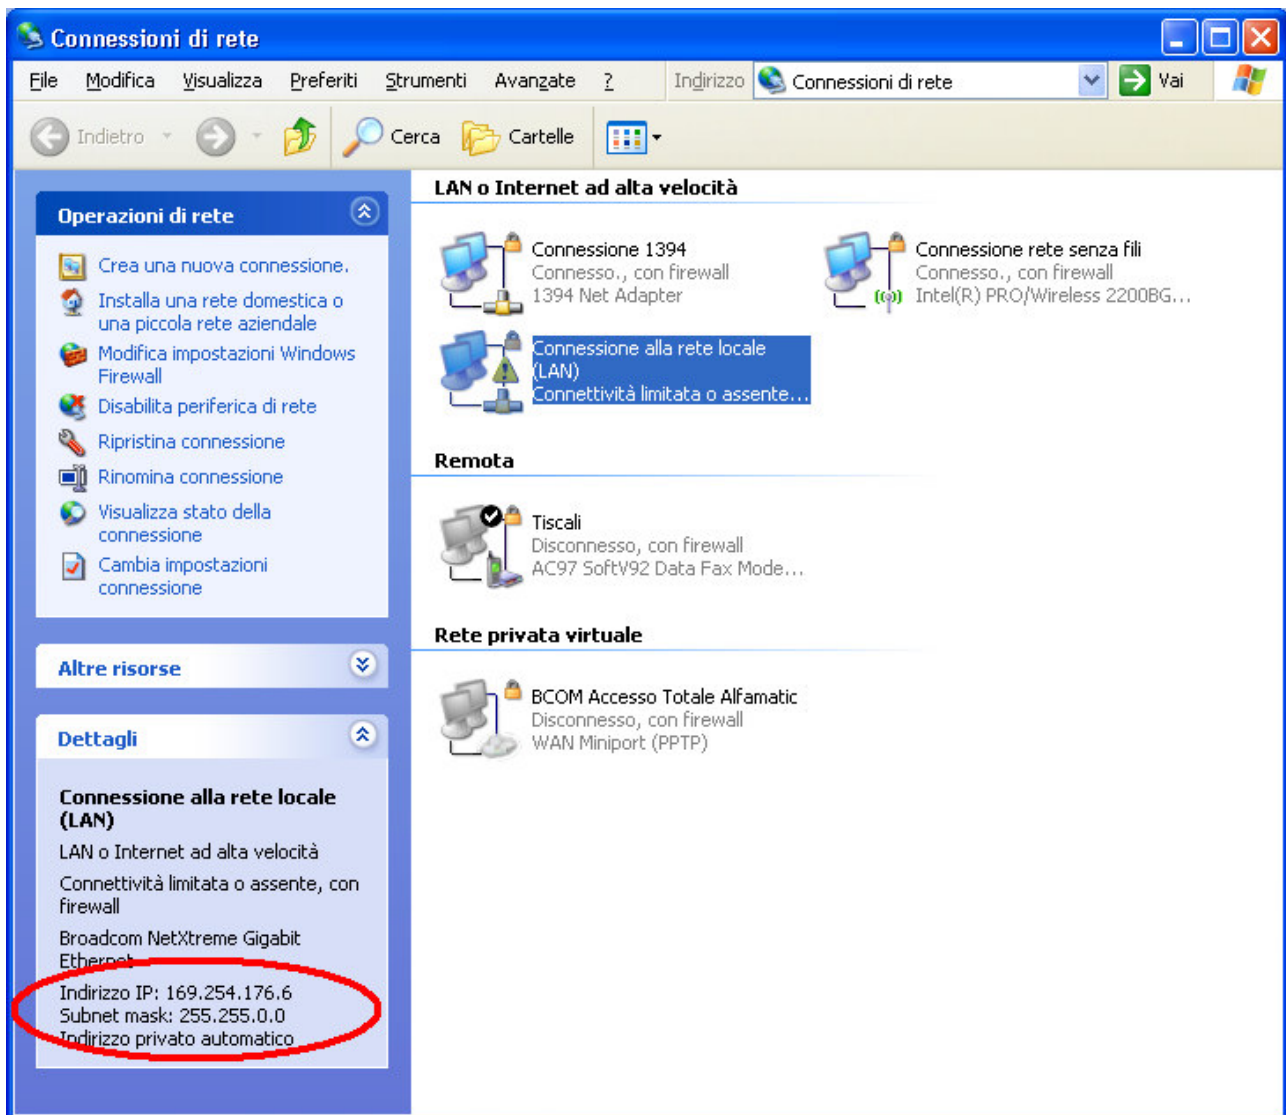 Connessioni di rete
File Modifica Visualizza Preferiti Strumenti Avanzate ? Indirizzo Connessioni di rete Vai
Indietro Cerca Cartelle
Operazioni di rete
Crea una nuova connessione.
Installa una rete domestica o
una piccola rete aziendale
Modifica impostazioni Windows
Firewall
Disabilita periferica di rete
Ripristina connessione
Rinomina connessione
Visualizza stato della
connessione
Cambia impostazioni
connessione
Altre risorse
Dettagli
Connessione alla rete locale
(LAN)
LAN o Internet ad alta velocità
Connettività limitata o assente, con
firewall
Broadcom NetXtreme Gigabit
Ethernet
Indirizzo IP: 169.254.176.6
Subnet mask: 255.255.0.0
Indirizzo privato automatico
LAN o Internet ad alta velocità
Connessione 1394
Connesso., con firewall
1394 Net Adapter
Connessione rete senza fili
Connesso., con firewall
Intel(R) PRO/Wireless 2200BG...
Connessione alla rete locale
(LAN)
Connettività limitata o assente...
Remota
Tiscali
Disconnesso, con firewall
AC97 SoftV92 Data Fax Mode...
Rete privata virtuale
BCOM Accesso Totale Alfamatic
Disconnesso, con firewall
WAN Miniport (PPTP)